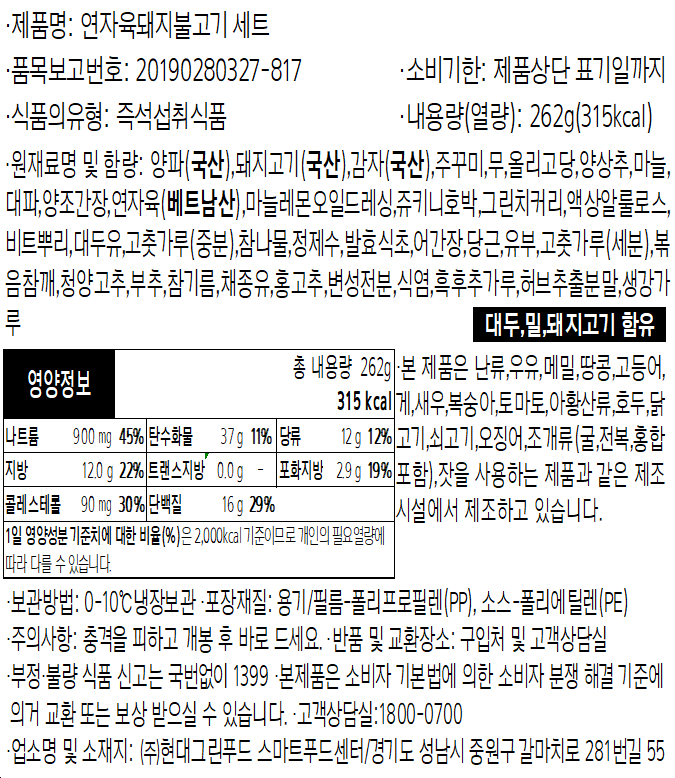 ·제품명: 연자육돼지불고기 세트
·품목보고번호: 20190280327-817
·소비기한: 제품상단 표기일까지
·식품의유형: 즉석섭취식품
·내용량(열량): 262g(315kcal)
·원재료명 및 함량: 양파(국산),돼지고기(국산),감자(국산),주꾸미,무,올리고당,양상추,마늘,
대파,양조간장,연자육(베트남산),마늘레몬오일드레싱,쥬키니호박,그린치커리,액상알룰로스,
비트뿌리,대두유,고춧가루(중분),참나물,정제수,발효식초,어간장,당근,유부,고춧가루(세분),볶
음참깨,청양고추,부추,참기름,채종유,홍고추,변성전분,식염,흑후추가루,허브추출분말,생강가
루
대두,밀,돼지고기 함유
영양정보
총 내용량 262g
315 kcal
나트륨 900 mg 45% 탄수화물 37 g 11% 당류 12 g 12%
지방 12.0 g 22% 트랜스지방 0.0 g - 포화지방 2.9 g 19%
콜레스테롤 90 mg 30% 단백질 16 g 29%
1일 영양성분 기준치에 대한 비율(%)은 2,000kcal 기준이므로 개인의 필요열량에
따라 다를 수 있습니다.
·본 제품은 난류,우유,메밀,땅콩,고등어,
게,새우,복숭아,토마토,아황산류,호두,닭
고기,쇠고기,오징어,조개류(굴,전복,홍합
포함),잣을 사용하는 제품과 같은 제조
시설에서 제조하고 있습니다.
·보관방법: 0-10℃냉장보관 ·포장재질: 용기/필름-폴리프로필렌(PP), 소스-폴리에틸렌(PE)
·주의사항: 충격을 피하고 개봉 후 바로 드세요. ·반품 및 교환장소: 구입처 및 고객상담실
·부정·불량 식품 신고는 국번없이 1399 ·본제품은 소비자 기본법에 의한 소비자 분쟁 해결 기준에
의거 교환 또는 보상 받으실 수 있습니다. ·고객상담실:1800-0700
·업소명 및 소재지: (주)현대그린푸드 스마트푸드센터/경기도 성남시 중원구 갈마치로 281번길 55